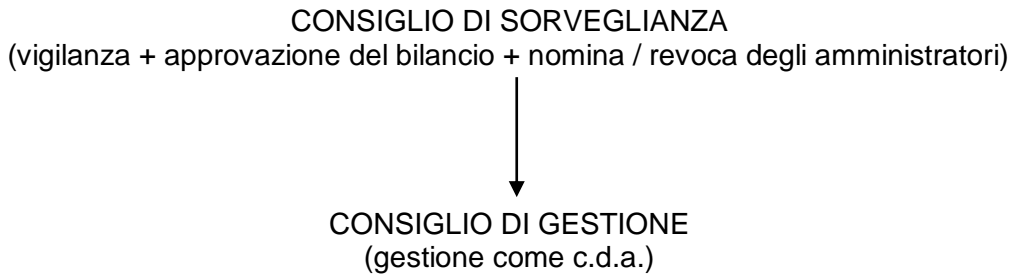 CONSIGLIO DI SORVEGLIANZA
(vigilanza + approvazione del bilancio + nomina / revoca degli amministratori)
CONSIGLIO DI GESTIONE
(gestione come c.d.a.)